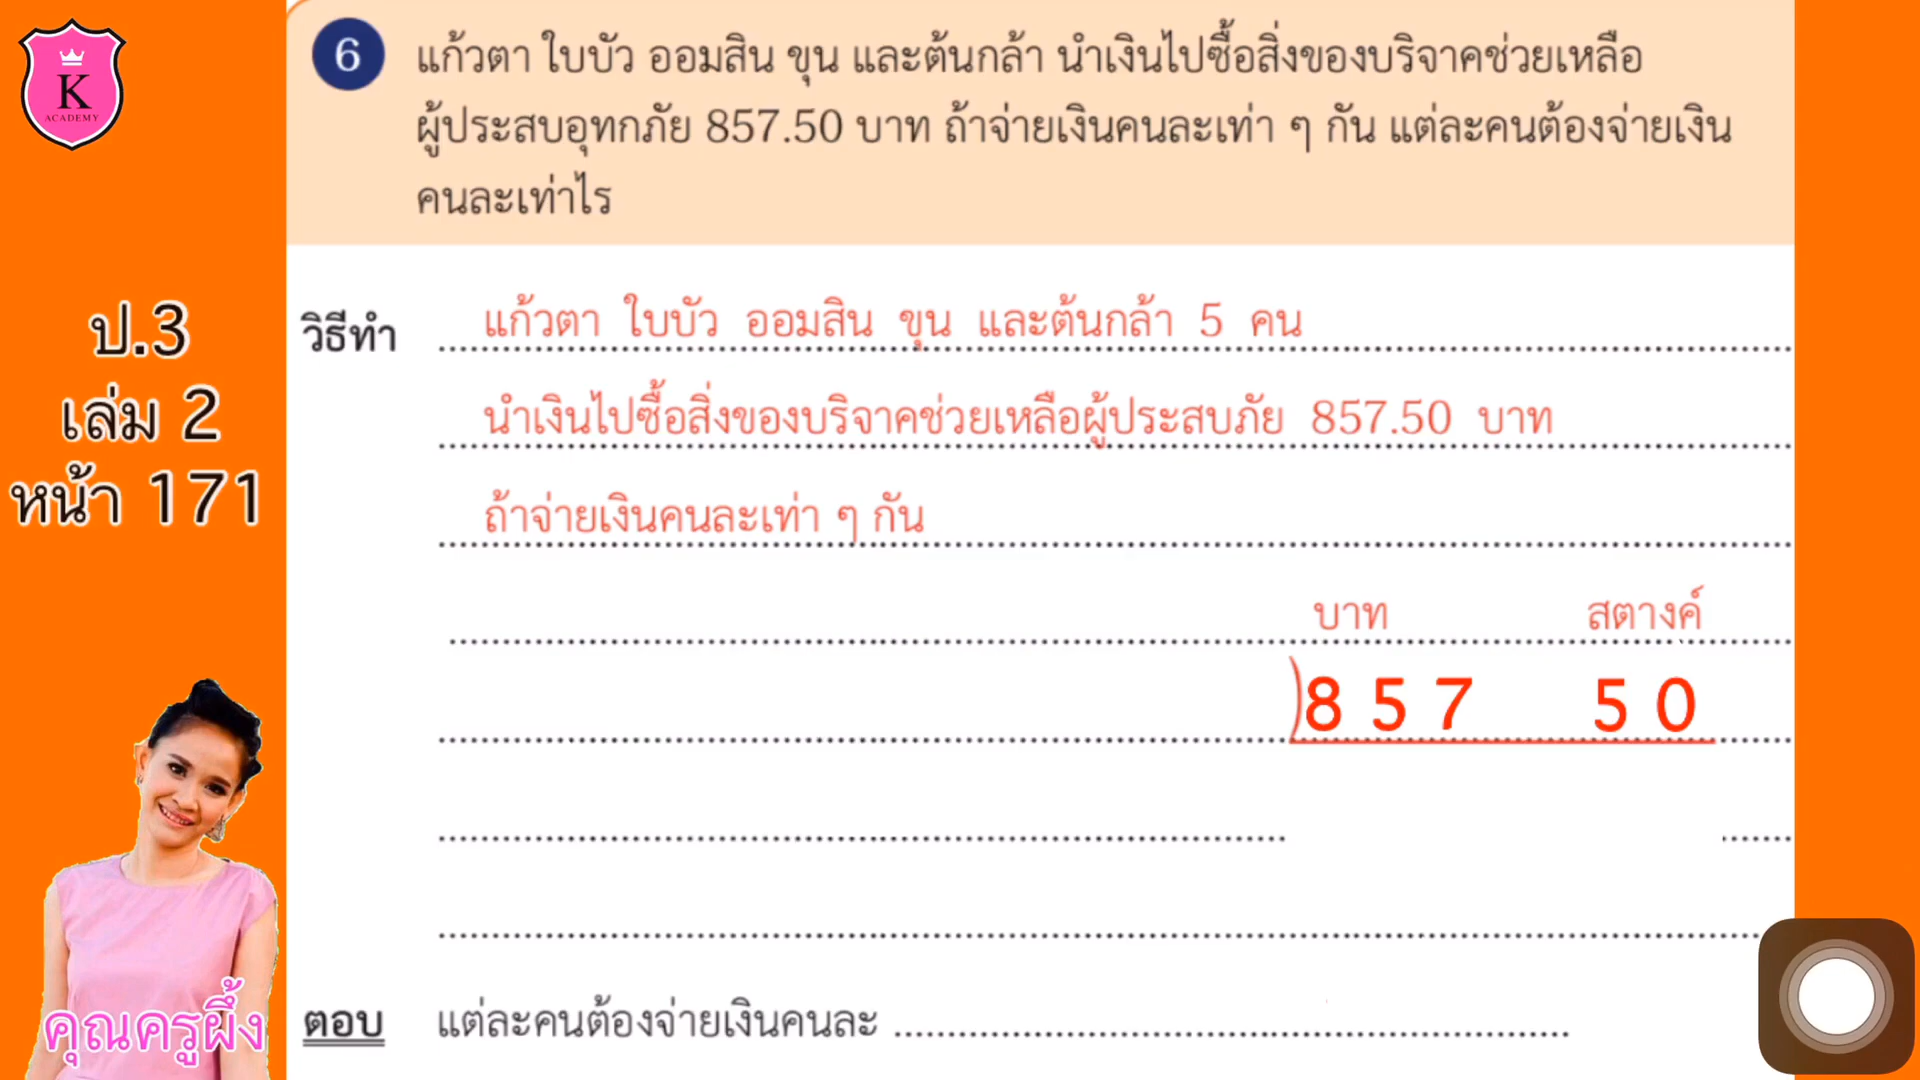 K
ACADEMY
ป.3
เล่ม 2
หน้า 171
คุณครูผึ้ง
6 แก้วตา ใบบัว ออมสิน ขุน และต้นกล้า นำเงินไปซื้อสิ่งของบริจาคช่วยเหลือ
ผู้ประสบอุทกภัย 857.50 บาท ถ้าจ่ายเงินคนละเท่า ๆ กัน แต่ละคนต้องจ่ายเงิน
คนละเท่าไร
วิธีทำ แก้วตา ใบบัว ออมสิน ขุน และต้นกล้า 5 คน
นำเงินไปซื้อสิ่งของบริจาคช่วยเหลือผู้ประสบภัย 857.50 บาท
ถ้าจ่ายเงินคนละเท่า ๆ กัน
บาท สตางค์
857 50
ตอบ แต่ละคนต้องจ่ายเงินคนละ